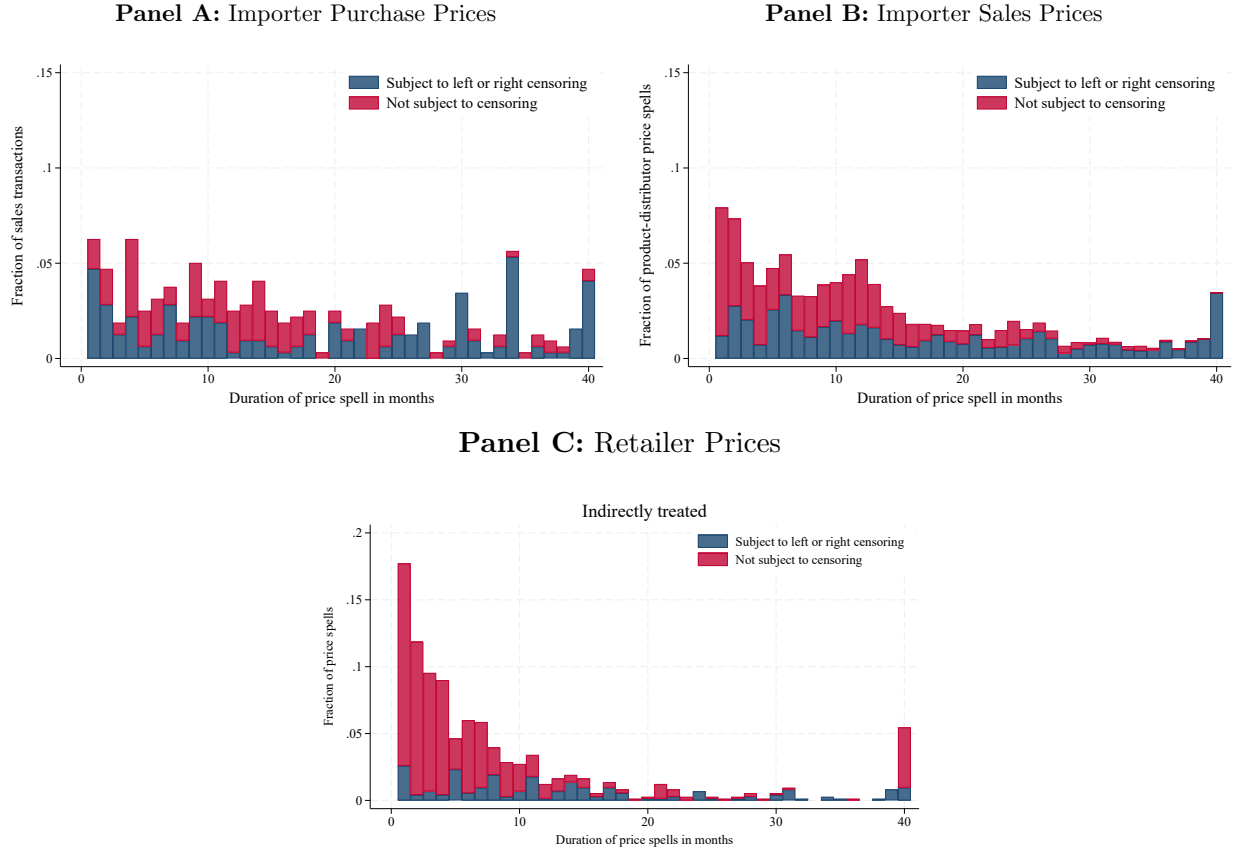 Panel A: Importer Purchase Prices
.15
.1
.05
0
Fraction of sales transactions
Subject to left or right censoring
Not subject to censoring
0 10 20 30 40
Duration of price spell in months
Panel B: Importer Sales Prices
.15
.1
.05
0
Fraction of product-distributor price spells
Subject to left or right censoring
Not subject to censoring
0 10 20 30 40
Duration of price spell in months
Panel C: Retailer Prices
Indirectly treated
.2
.15
.1
.05
0
Fraction of price spells
Subject to left or right censoring
Not subject to censoring
0 10 20 30 40
Duration of price spells in months